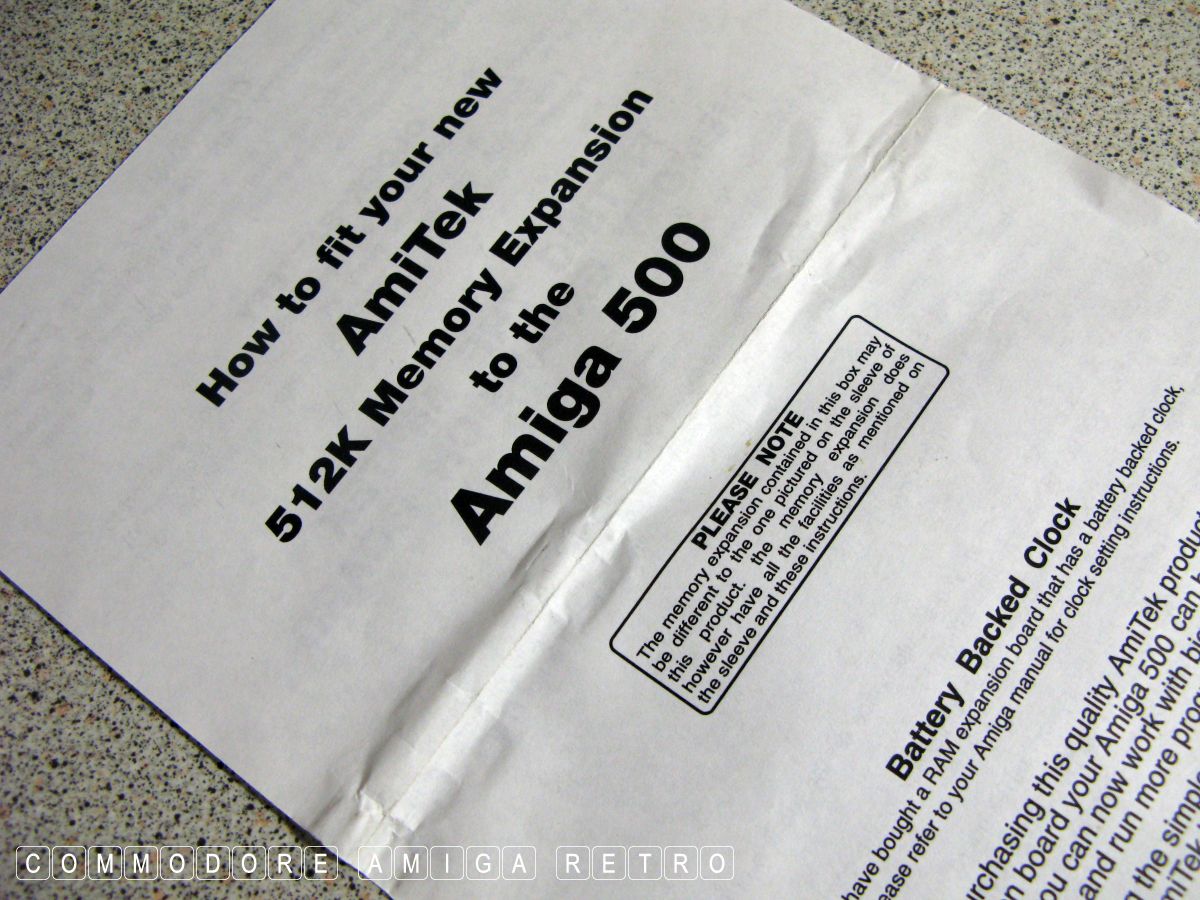 How to fit your new
AmiTek
512K Memory Expansion
to the
Amiga 500
PLEASE NOTE
The memory expansion contained in this box may
be different to the one pictured on the sleeve of
this product. the memory expansion does
however have all the facilities as mentioned on
the sleeve and these instructions.
Battery Backed Clock
have bought a RAM expansion board that has a battery backed clock,
refer to your Amiga manual for clock setting instructions.
this quality AmiTek
on board your Amiga 500 can
you can now work with
and run more
the simple
COMMODORE AMIGA RETRO